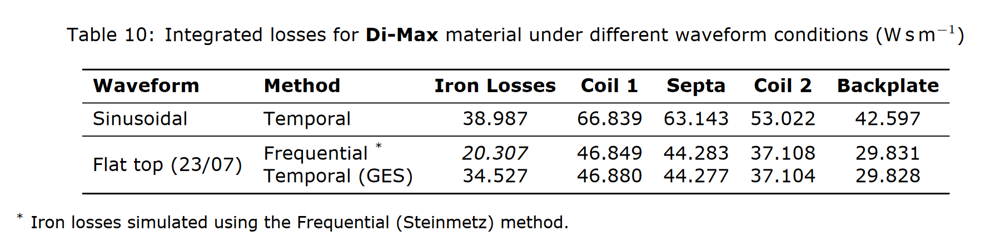 Table 10: Integrated losses for Di-Max material under different waveform conditions (W s m⁻¹)
Waveform Method Iron Losses Coil 1 Septa Coil 2 Backplate
Sinusoidal Temporal 38.987 66.839 63.143 53.022 42.597
Flat top (23/07) Frequential * 20.307 46.849 44.283 37.108 29.831
Temporal (GES) 34.527 46.880 44.277 37.104 29.828
* Iron losses simulated using the Frequential (Steinmetz) method.